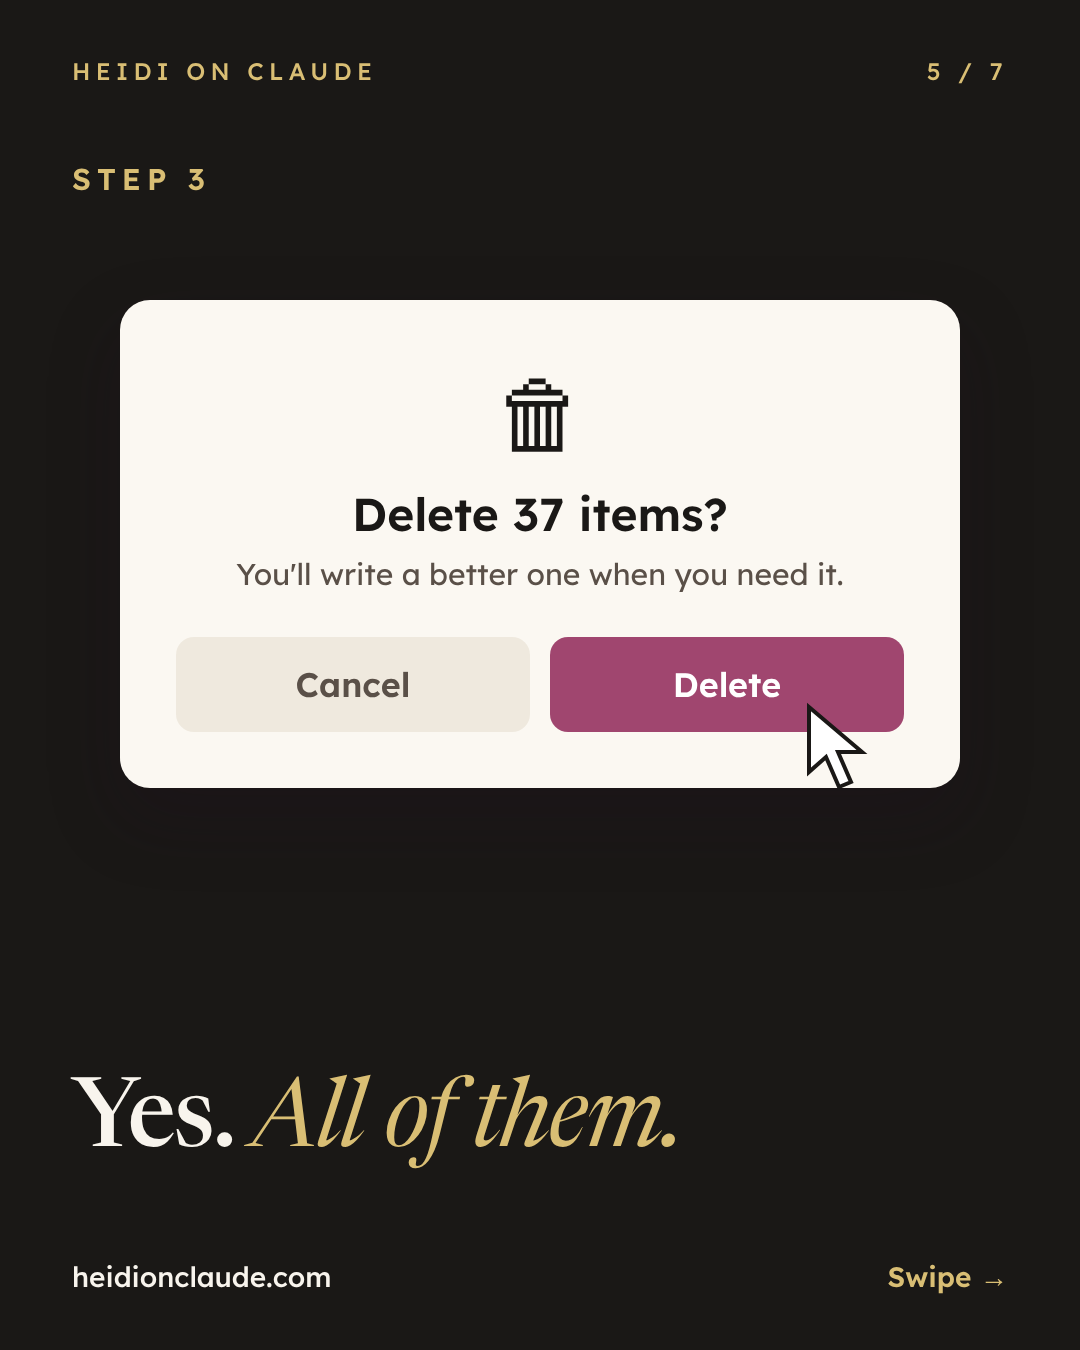 HEIDI ON CLAUDE
5 / 7
STEP 3
Delete 37 items?
You'll write a better one when you need it.
Cancel
Delete
Yes. All of them.
heidionclaude.com
Swipe →